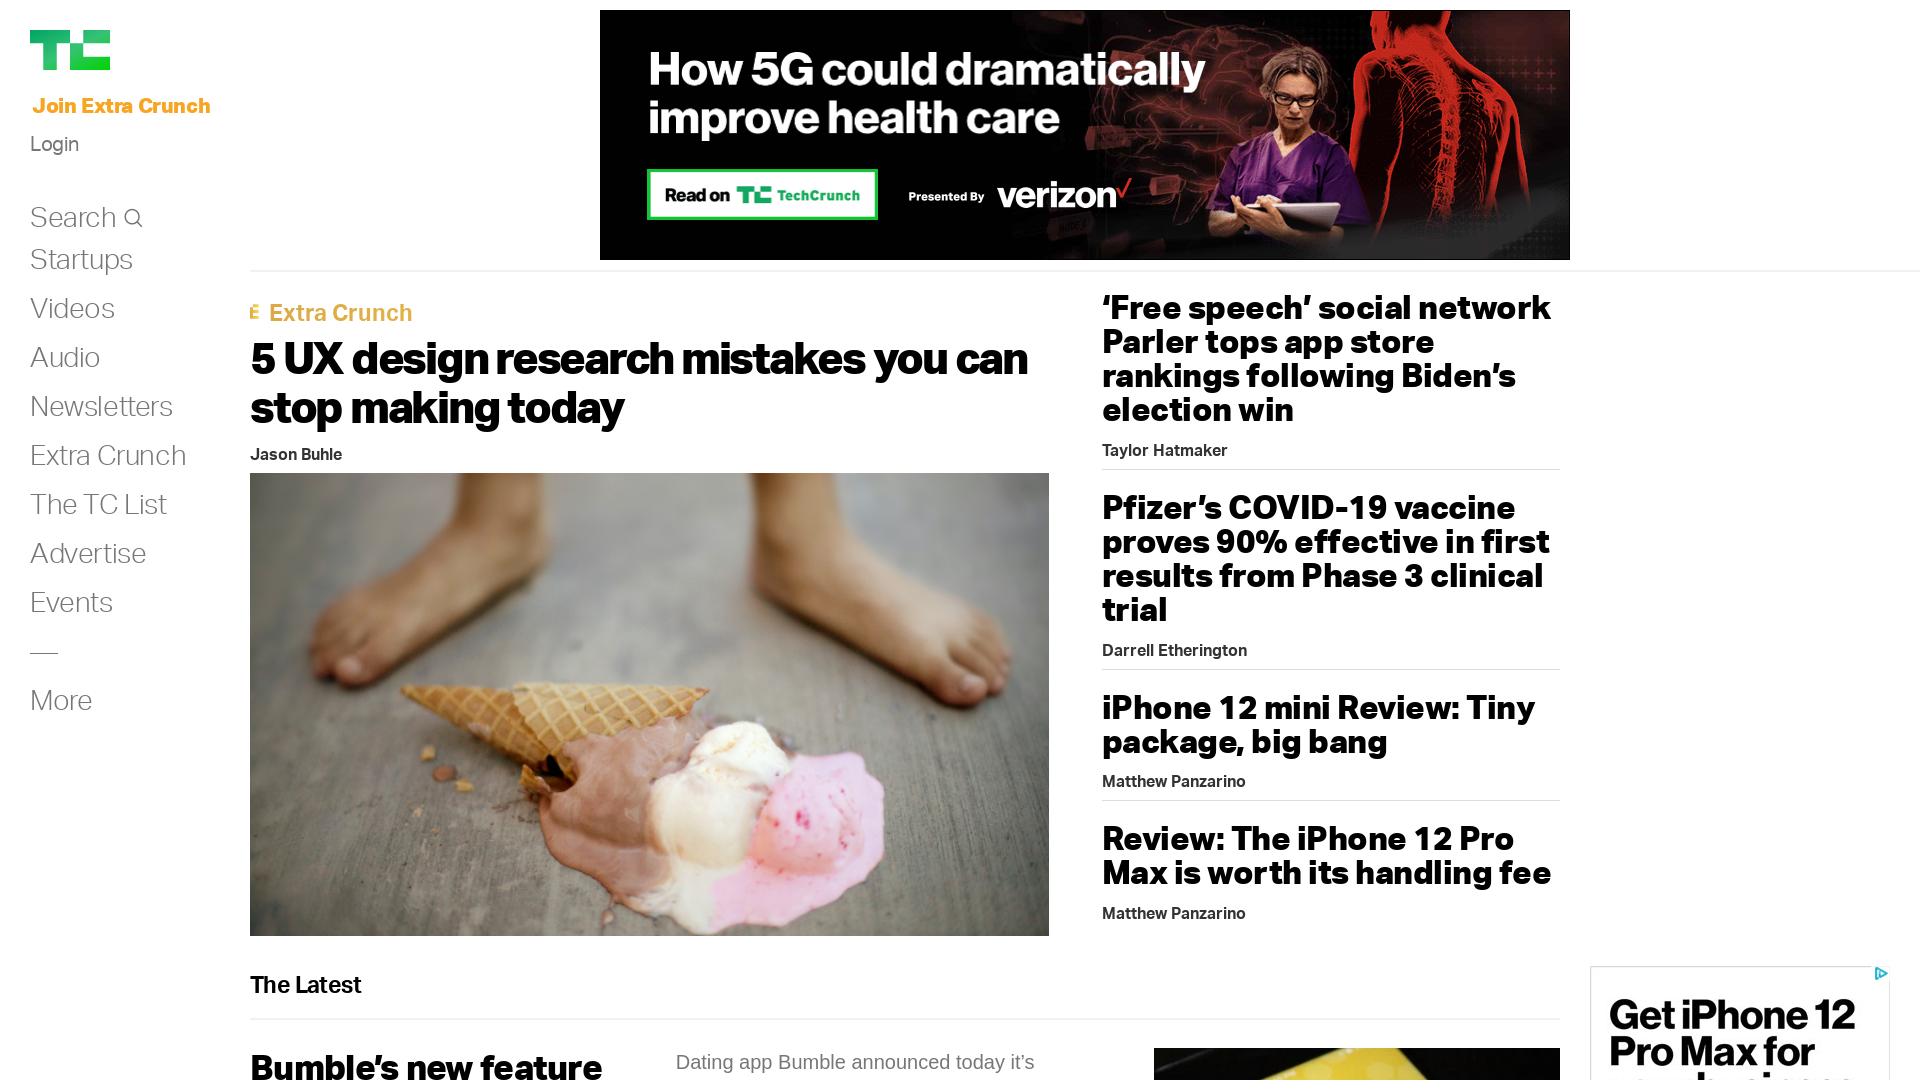 TC
Join Extra Crunch
Login
Search
Startups
Videos
Audio
Newsletters
Extra Crunch
The TC List
Advertise
Events
—
More
How 5G could dramatically
improve health care
Read on TC TechCrunch
Presented By verizon✓
Extra Crunch
5 UX design research mistakes you can
stop making today
Jason Buhle
‘Free speech’ social network
Parler tops app store
rankings following Biden’s
election win
Taylor Hatmaker
Pfizer’s COVID-19 vaccine
proves 90% effective in first
results from Phase 3 clinical
trial
Darrell Etherington
iPhone 12 mini Review: Tiny
package, big bang
Matthew Panzarino
Review: The iPhone 12 Pro
Max is worth its handling fee
Matthew Panzarino
The Latest
Bumble’s new feature
Dating app Bumble announced today it’s
Get iPhone 12
Pro Max for